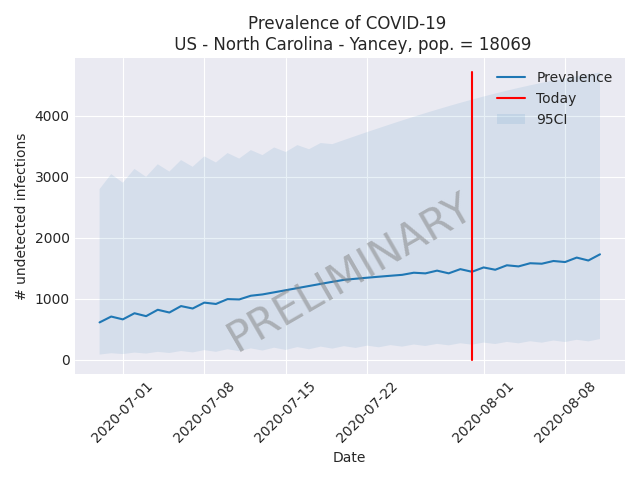 Prevalence of COVID-19
US - North Carolina - Yancey, pop. = 18069
Prevalence
Today
95CI
4000
3000
2000
1000
0
# undetected infections
PRELIMINARY
2020-07-01
2020-07-08
2020-07-15
2020-07-22
2020-08-01
2020-08-08
Date